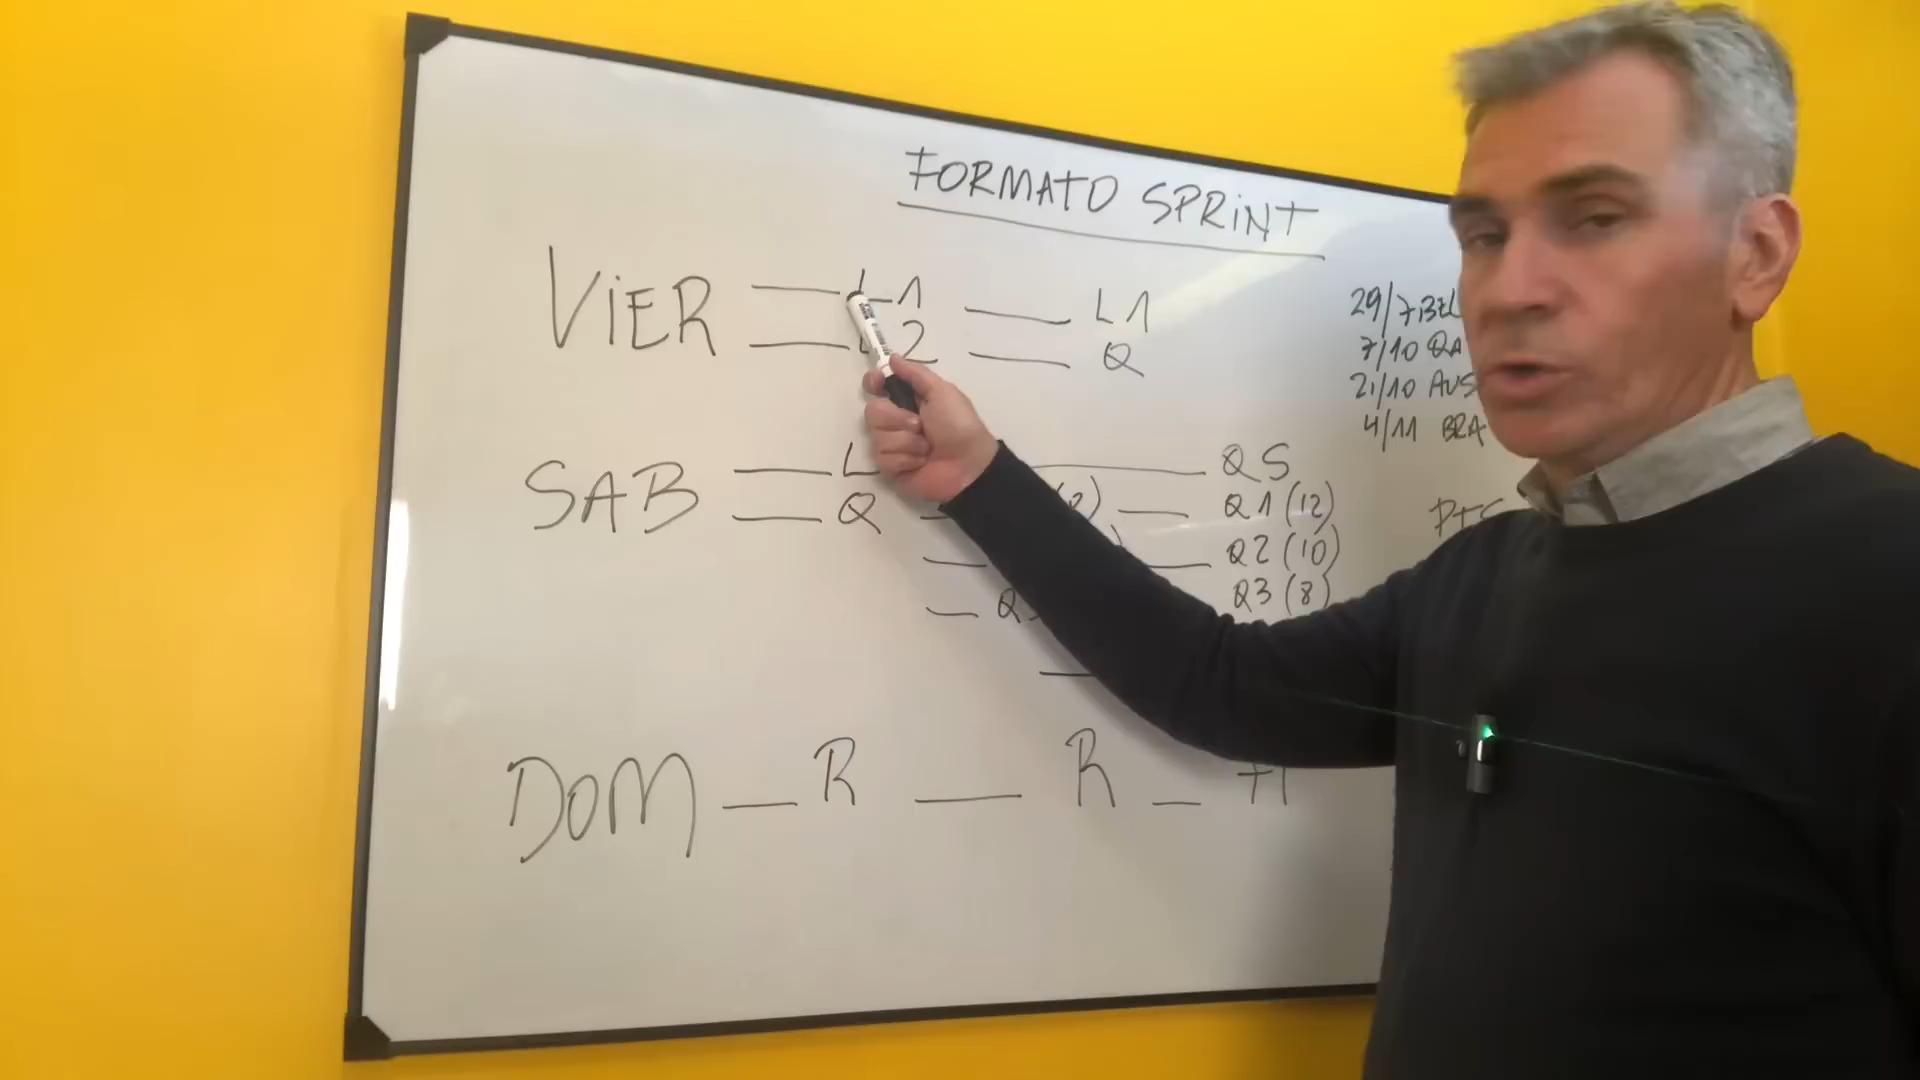 FORMATO SPRINT
VIER L1 L1
2 Q
SAB L QS
Q Q1 (12)
Q2 (10)
Q3 (8)
DOM R R
29/7 BEL
7/10 QA
21/10 AUS
4/11 BRA